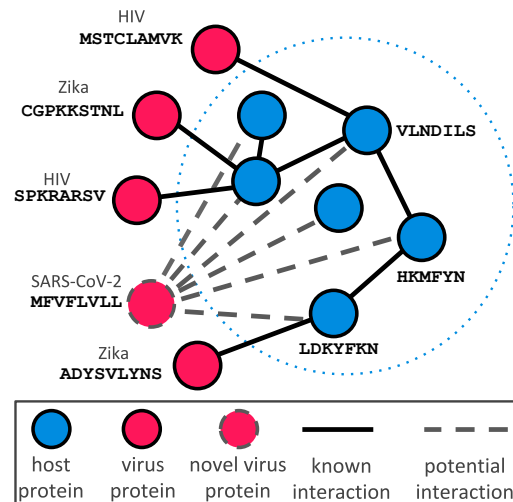 HIV
MSTCLAMVK
Zika
CGPKKSTNL
VLNDILS
HIV
SPKRARSV
SARS-CoV-2
MFVFLVLL
HKMFYN
LDKYFKN
Zika
ADYSVLYNS
host
protein
virus
protein
novel virus
protein
known
interaction
potential
interaction